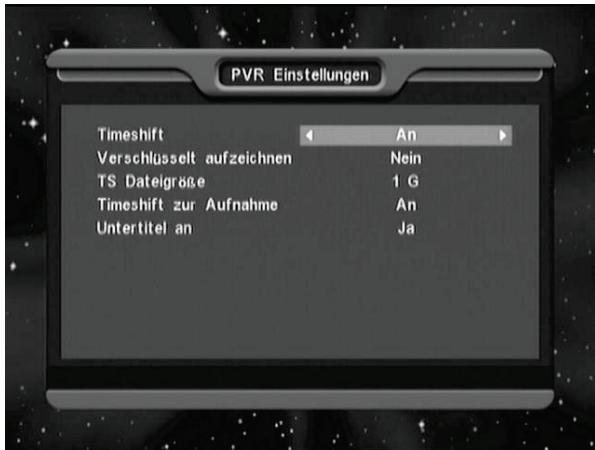 PVR Einstellungen
Timeshift An
Verschlüsselt aufzeichnen Nein
TS Dateigröße 1 G
Timeshift zur Aufnahme An
Untertitel an Ja